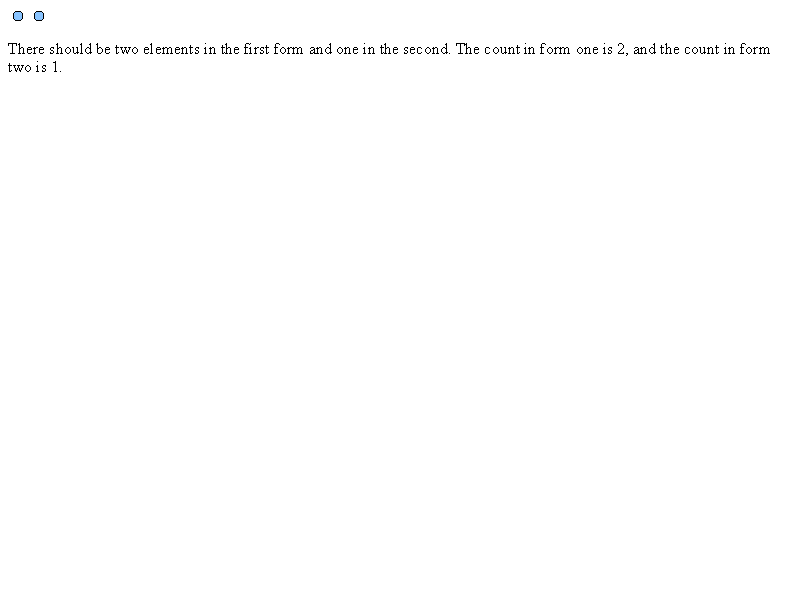 There should be two elements in the first form and one in the second. The count in form one is 2, and the count in form
two is 1.